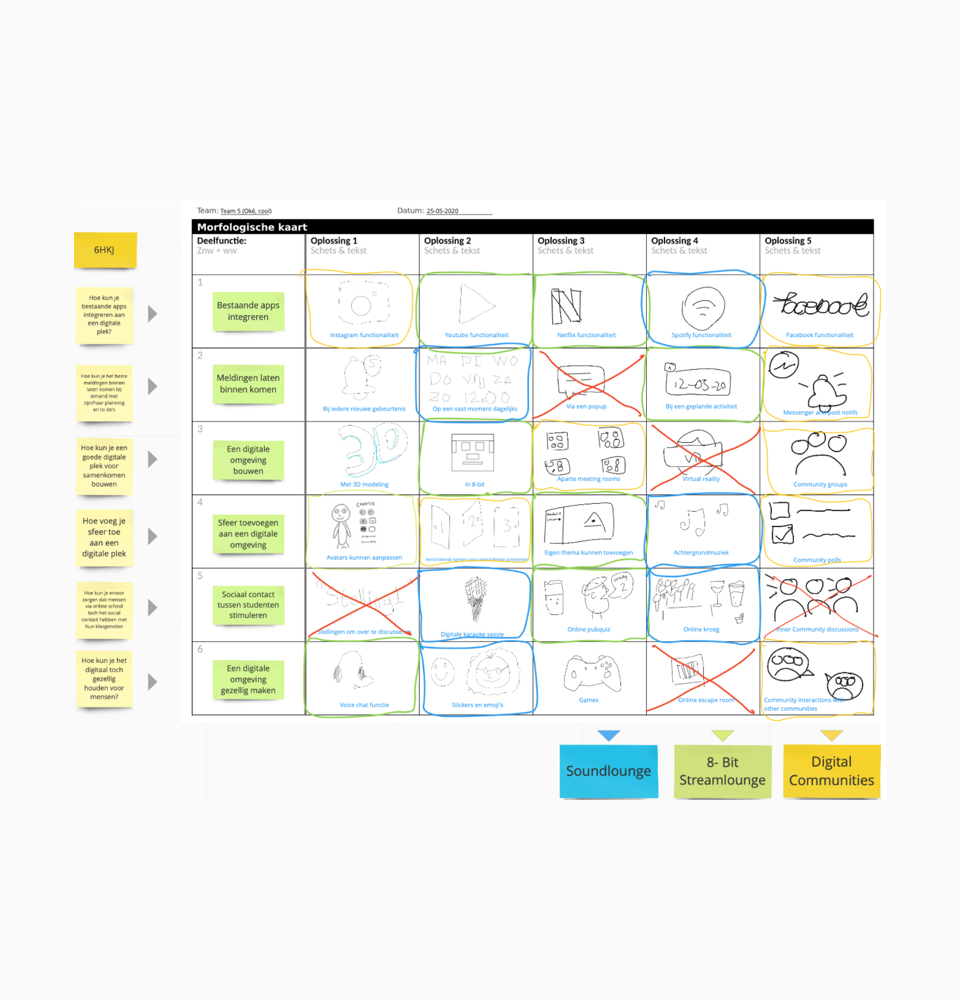 Team: Team 5 (Oké, cool)
Datum: 25-05-2020
Morfologische kaart
6HKJ
Deelfunctie:
Znw + ww
Oplossing 1
Schets & tekst
Oplossing 2
Schets & tekst
Oplossing 3
Schets & tekst
Oplossing 4
Schets & tekst
Oplossing 5
Schets & tekst
Hoe kun je
bestaande apps
integreren aan
een digitale
plek?
1
Bestaande apps
integreren
Instagram functionaliteit
Youtube functionaliteit
N
Netflix functionaliteit
Spotify functionaliteit
facebook
Facebook functionaliteit
Hoe kun je het beste
meldingen binnen
laten komen bij
iemand met
zijn/haar planning
en to do's
2
Meldingen laten
binnen komen
5
Bij iedere nieuwe gebeurtenis
MA DI WO
DO VRIJ ZA
ZO 12.00
Op een vast moment dagelijks
Via een popup
12-03-20
Bij een geplande activiteit
Messenger and post notifs
Hoe kun je een
goede digitale
plek voor
samenkomen
bouwen
3
Een digitale
omgeving
bouwen
3D
Met 3D modeling
In 8-bit
Aparte meeting rooms
VR
Virtual reality
Community groups
Hoe voeg je
sfeer toe
aan een
digitale plek
4
Sfeer toevoegen
aan een digitale
omgeving
Avatars kunnen aanpassen
Verschillende kamers voor verschillende activiteiten
Eigen thema kunnen toevoegen
Achtergrondmuziek
Community polls
Hoe kun je ervoor
zorgen dat mensen
via online school
toch het social
contact hebben met
hun klasgenoten
5
Sociaal contact
tussen studenten
stimuleren
Stellingen om over te discussieren
Digitale karaoke sessie
Online pubquiz
Online kroeg
Inner Community discussions
Hoe kun je het
digitaal toch
gezellig
houden voor
mensen?
6
Een digitale
omgeving
gezellig maken
Voice chat functie
Stickers en emoji's
Games
Online escape room
Community interactions with
other communities
Soundlounge
8- Bit
Streamlounge
Digital
Communities